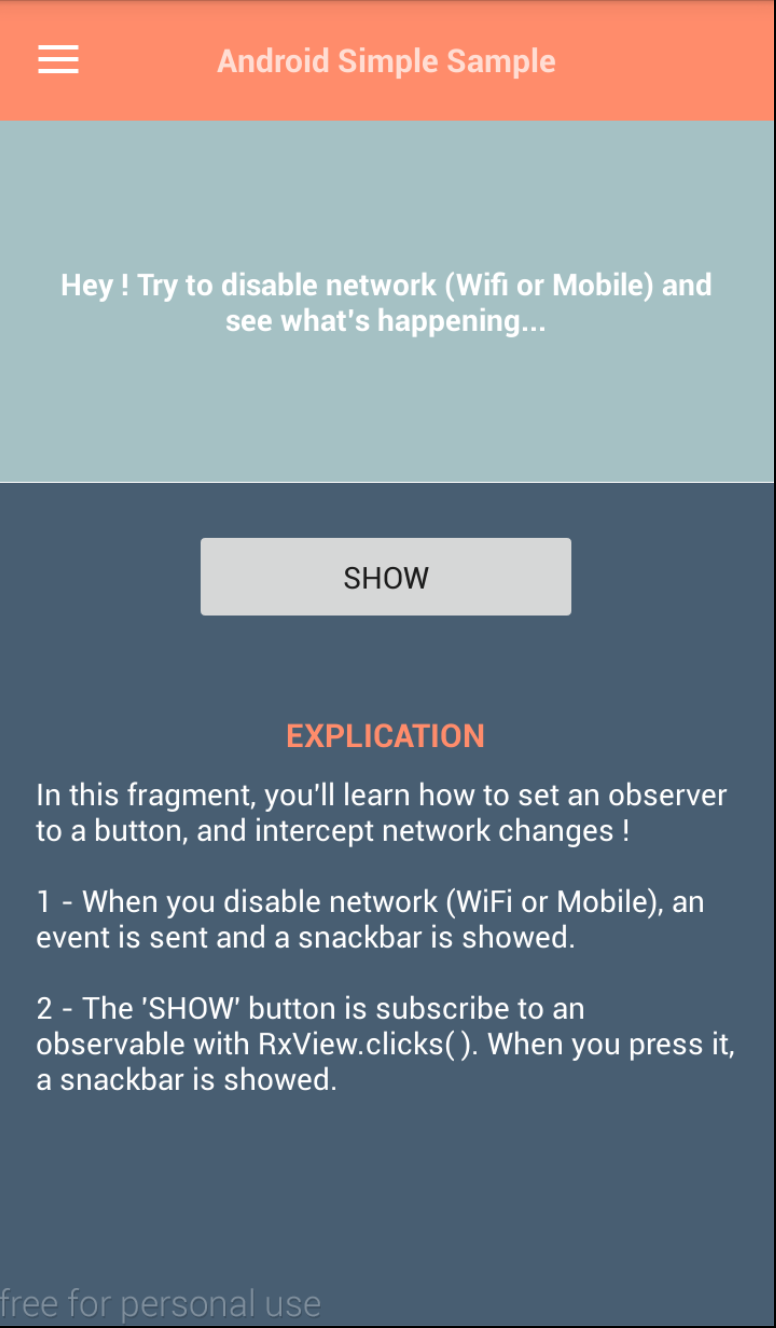 Android Simple Sample
Hey ! Try to disable network (Wifi or Mobile) and
see what's happening...
SHOW
EXPLICATION
In this fragment, you'll learn how to set an observer
to a button, and intercept network changes !
1 - When you disable network (WiFi or Mobile), an
event is sent and a snackbar is showed.
2 - The 'SHOW' button is subscribe to an
observable with RxView.clicks( ). When you press it,
a snackbar is showed.
free for personal use